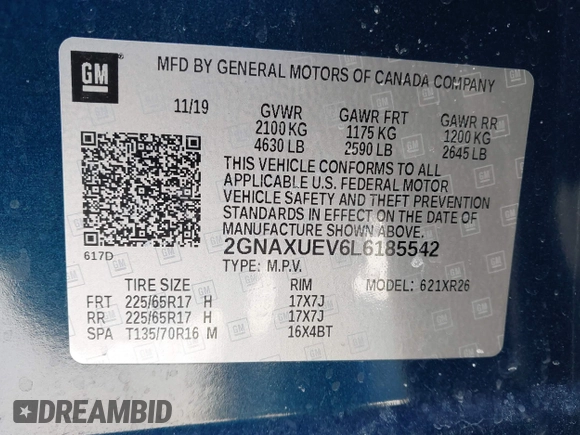 GM
MFD BY GENERAL MOTORS OF CANADA COMPANY
11/19 GVWR GAWR FRT GAWR RR
2100 KG 1175 KG 1200 KG
4630 LB 2590 LB 2645 LB
THIS VEHICLE CONFORMS TO ALL
APPLICABLE U.S. FEDERAL MOTOR
VEHICLE SAFETY AND THEFT PREVENTION
STANDARDS IN EFFECT ON THE DATE OF
MANUFACTURE SHOWN ABOVE.
617D
2GNAXUEV6L6185542
TYPE: M.P.V. MODEL: 621XR26
TIRE SIZE RIM
FRT 225/65R17 H 17X7J
RR 225/65R17 H 17X7J
SPA T135/70R16 M 16X4BT
DREAMBID